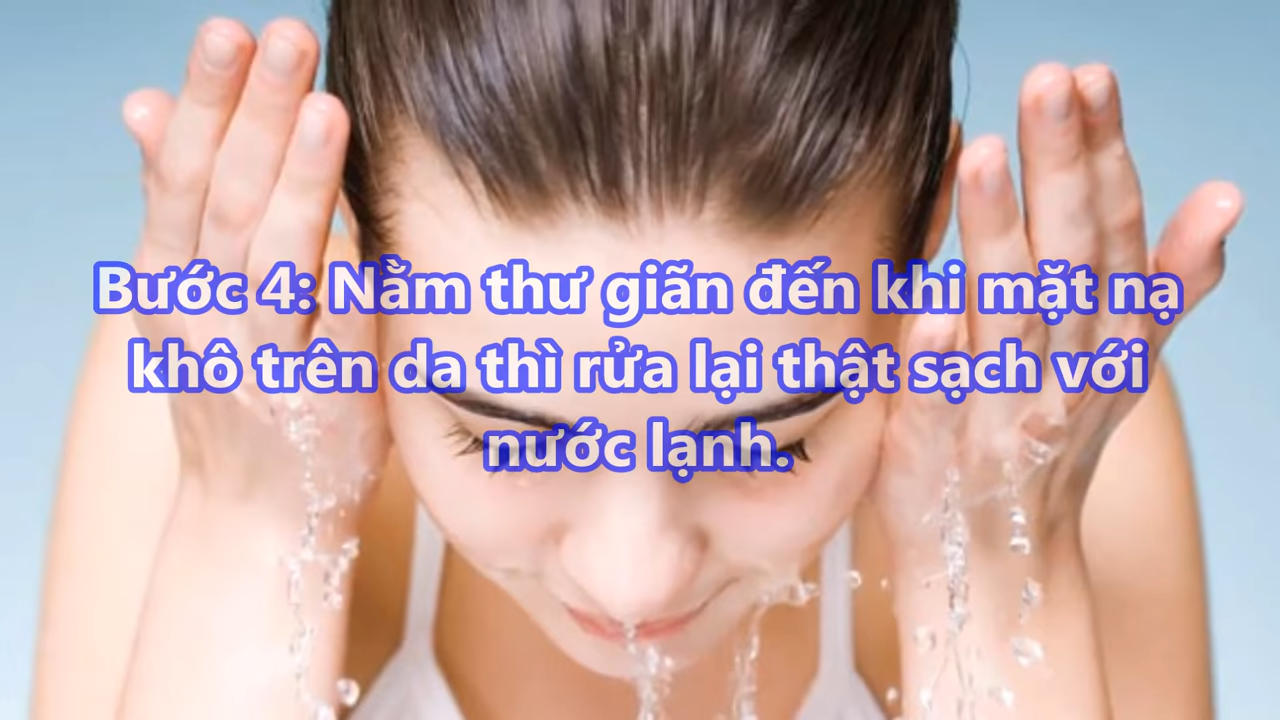 Bước 4: Nằm thư giãn đến khi mặt nạ
khô trên da thì rửa lại thật sạch với
nước lạnh.